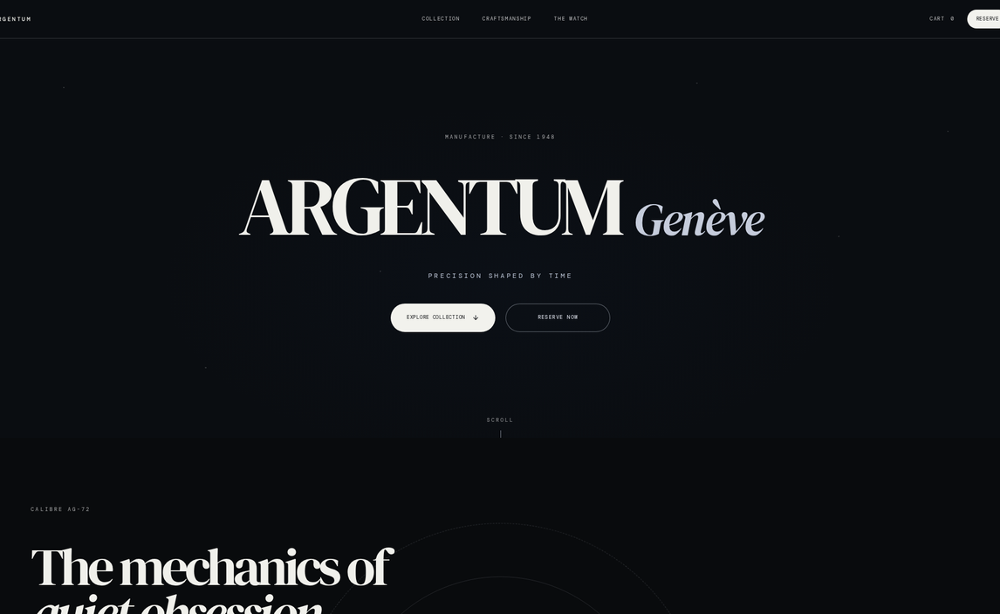 RGENTUM
COLLECTION CRAFTSMANSHIP THE WATCH
CART 0
RESERVE
MANUFACTURE · SINCE 1948
ARGENTUM Genève
PRECISION SHAPED BY TIME
EXPLORE COLLECTION ↓
RESERVE NOW
SCROLL
CALIBRE AG-72
The mechanics of
quiet obsession